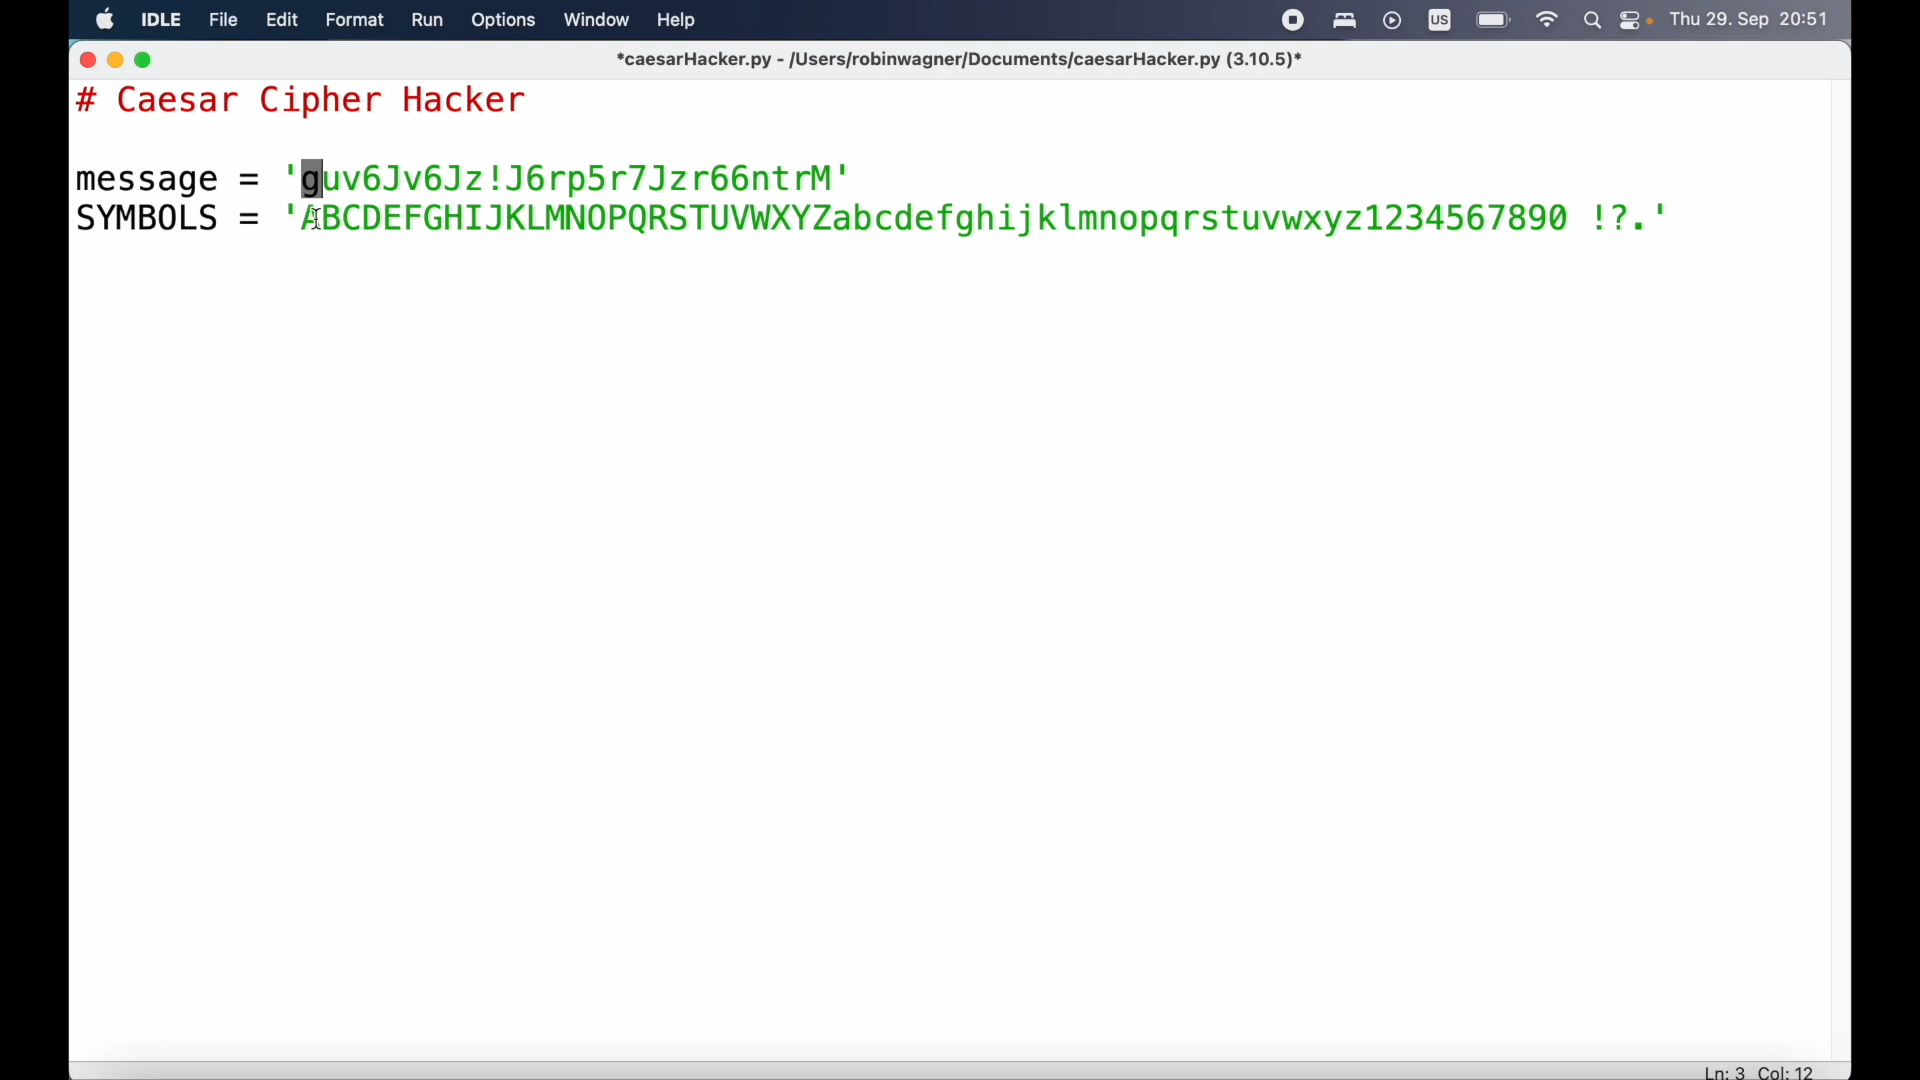 IDLE File Edit Format Run Options Window Help US Thu 29. Sep 20:51
*caesarHacker.py - /Users/robinwagner/Documents/caesarHacker.py (3.10.5)*
# Caesar Cipher Hacker
message = 'guv6Jv6Jz!J6rp5r7Jzr66ntrM'
SYMBOLS = 'ABCDEFGHIJKLMNOPQRSTUVWXYZabcdefghijklmnopqrstuvwxyz1234567890 !?.'
Ln: 3 Col: 12